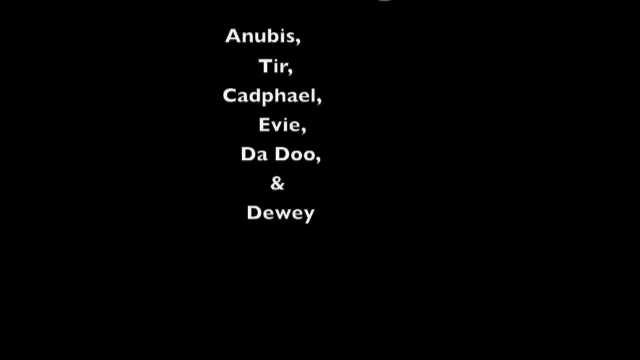 Anubis,
Tir,
Cadphael,
Evie,
Da Doo,
&
Dewey